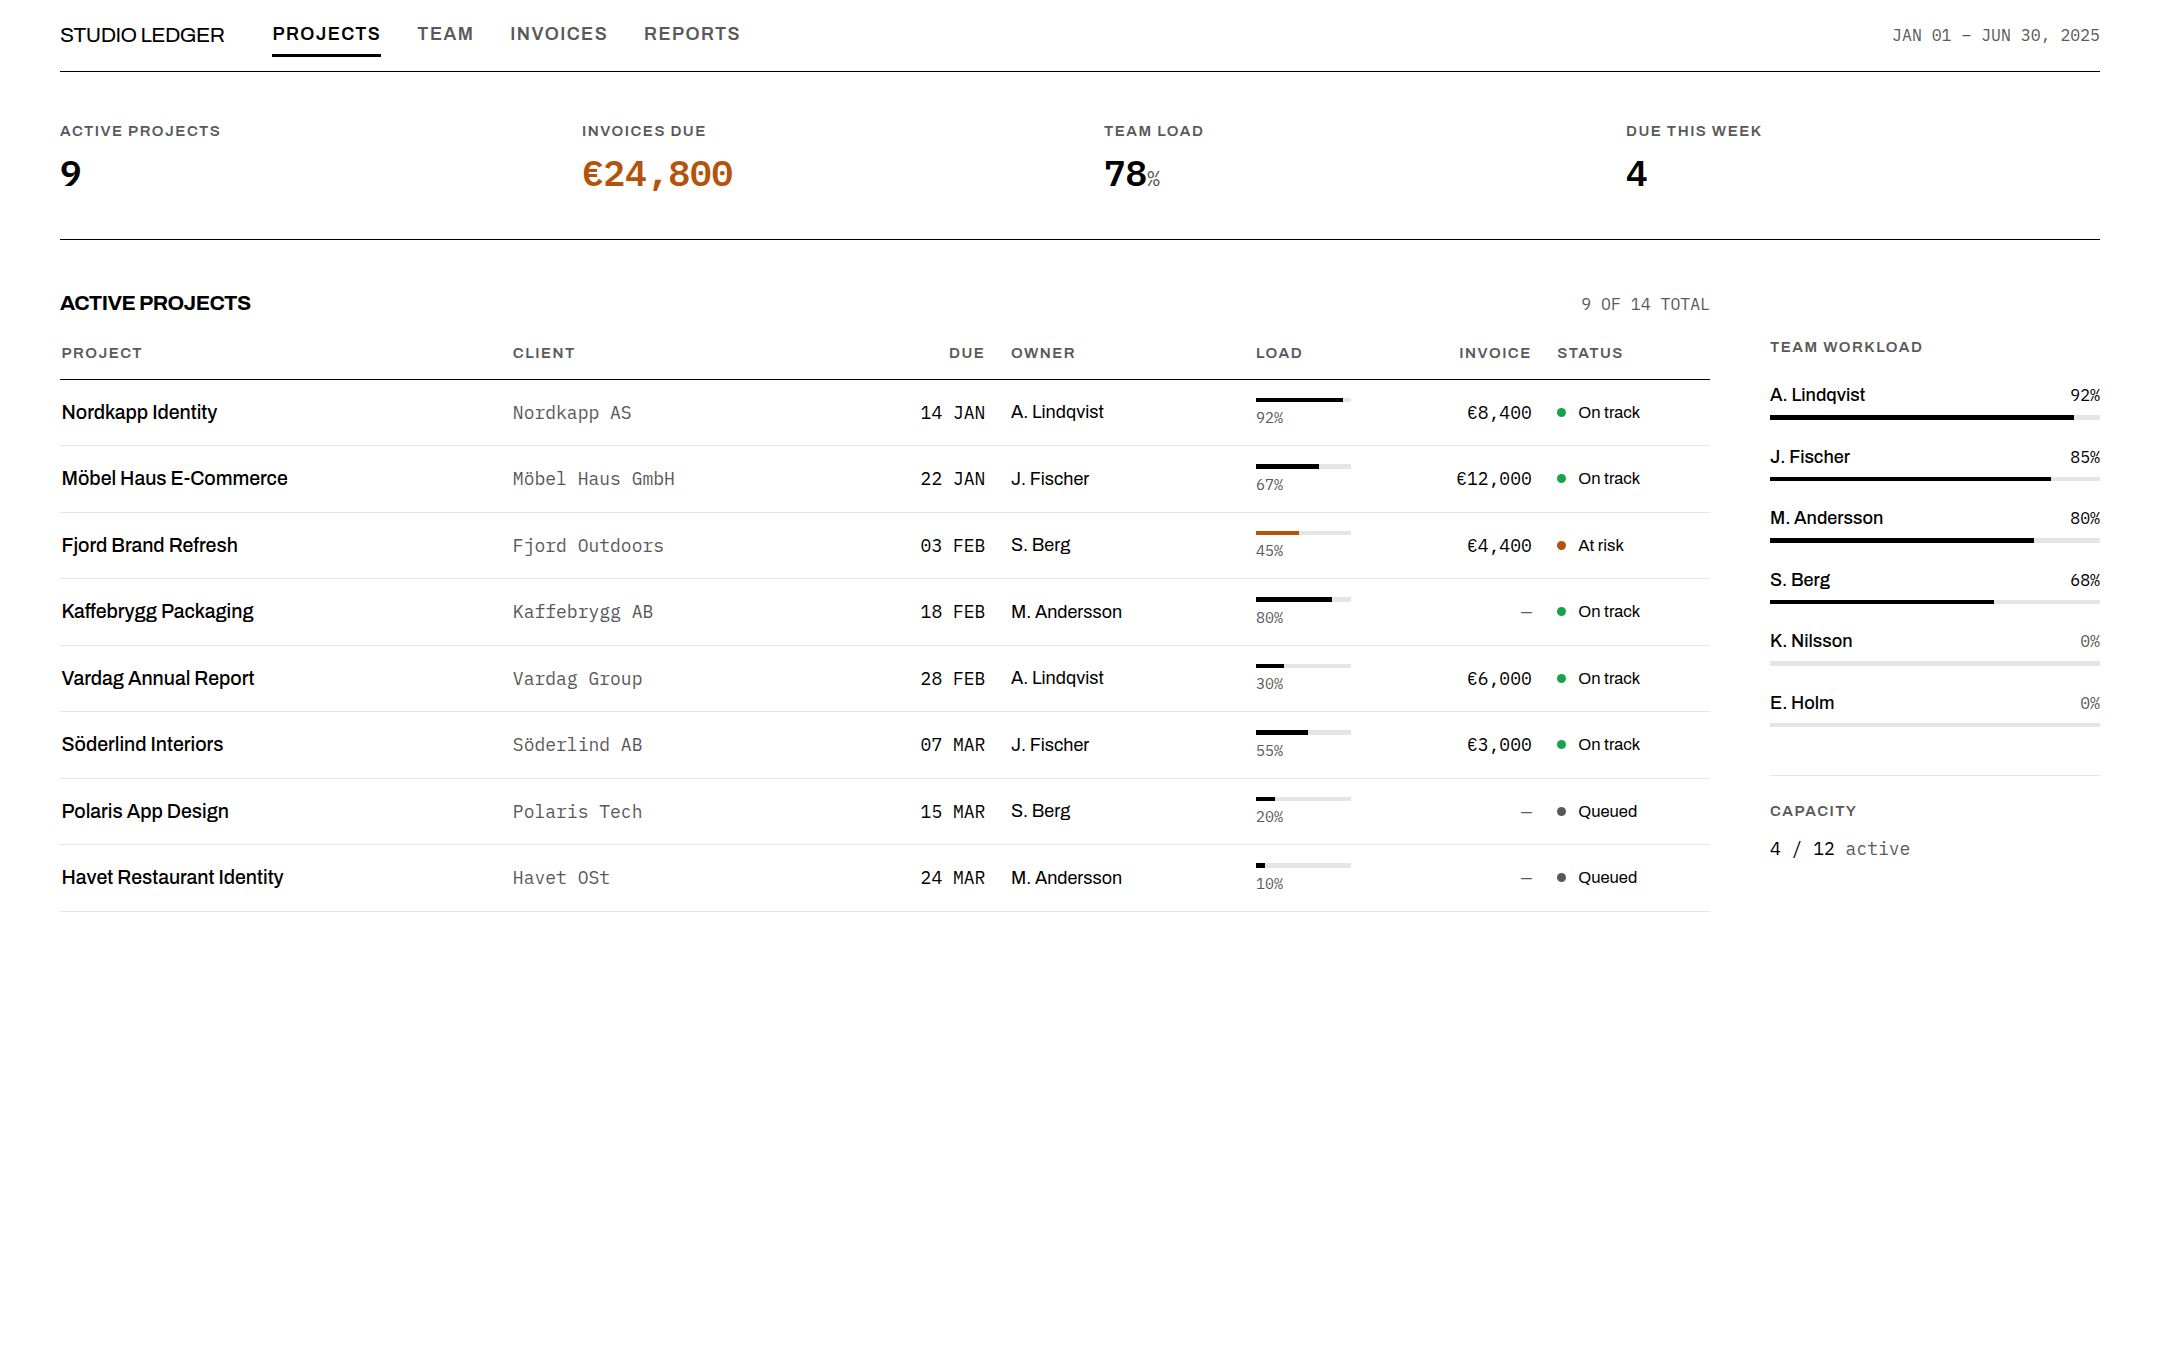 STUDIO LEDGER PROJECTS TEAM INVOICES REPORTS JAN 01 – JUN 30, 2025
ACTIVE PROJECTS INVOICES DUE TEAM LOAD DUE THIS WEEK
9 €24,800 78% 4
ACTIVE PROJECTS 9 OF 14 TOTAL
PROJECT CLIENT DUE OWNER LOAD INVOICE STATUS
Nordkapp Identity Nordkapp AS 14 JAN A. Lindqvist 92% €8,400 On track
Möbel Haus E-Commerce Möbel Haus GmbH 22 JAN J. Fischer 67% €12,000 On track
Fjord Brand Refresh Fjord Outdoors 03 FEB S. Berg 45% €4,400 At risk
Kaffebrygg Packaging Kaffebrygg AB 18 FEB M. Andersson 80% – On track
Vardag Annual Report Vardag Group 28 FEB A. Lindqvist 30% €6,000 On track
Söderlind Interiors Söderlind AB 07 MAR J. Fischer 55% €3,000 On track
Polaris App Design Polaris Tech 15 MAR S. Berg 20% – Queued
Havet Restaurant Identity Havet OSt 24 MAR M. Andersson 10% – Queued
TEAM WORKLOAD
A. Lindqvist 92%
J. Fischer 85%
M. Andersson 80%
S. Berg 68%
K. Nilsson 0%
E. Holm 0%
CAPACITY
4 / 12 active